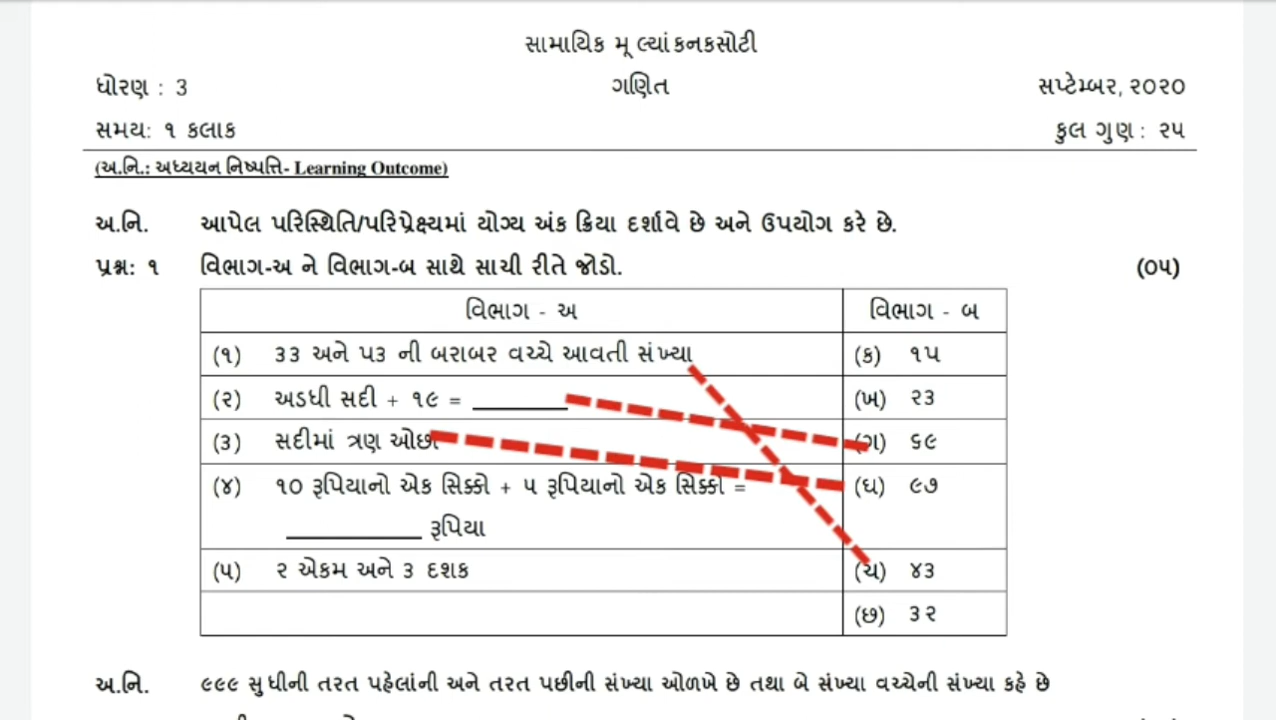 સામાયિક મૂલ્યાંકનકસોટી
ધોરણ : 3 ગણિત સપ્ટેમ્બર, ૨૦૨૦
સમય: ૧ કલાક કુલ ગુણ : ૨૫
(અ.નિ.: અધ્યયન નિષ્પત્તિ- Learning Outcome)
અ.નિ. આપેલ પરિસ્થિતિ/પરિપ્રેક્ષ્યમાં યોગ્ય અંક ક્રિયા દર્શાવે છે અને ઉપયોગ કરે છે.
પ્રશ્ન: ૧ વિભાગ-અ ને વિભાગ-બ સાથે સાચી રીતે જોડો. (૦૫)
વિભાગ - અ વિભાગ - બ
(૧) ૩૩ અને ૫૩ ની બરાબર વચ્ચે આવતી સંખ્યા (ક) ૧૫
(૨) અડધી સદી + ૧૯ = ________ (ખ) ૨૩
(૩) સદીમાં ત્રણ ઓછા (ગ) ૬૯
(૪) ૧૦ રૂપિયાનો એક સિક્કો + ૫ રૂપિયાનો એક સિક્કો = (ઘ) ૯૭
____________ રૂપિયા
(૫) ૨ એકમ અને ૩ દશક (ચ) ૪૩
(છ) ૩૨
અ.નિ. ૯૯૯ સુધીની તરત પહેલાંની અને તરત પછીની સંખ્યા ઓળખે છે તથા બે સંખ્યા વચ્ચેની સંખ્યા કહે છે